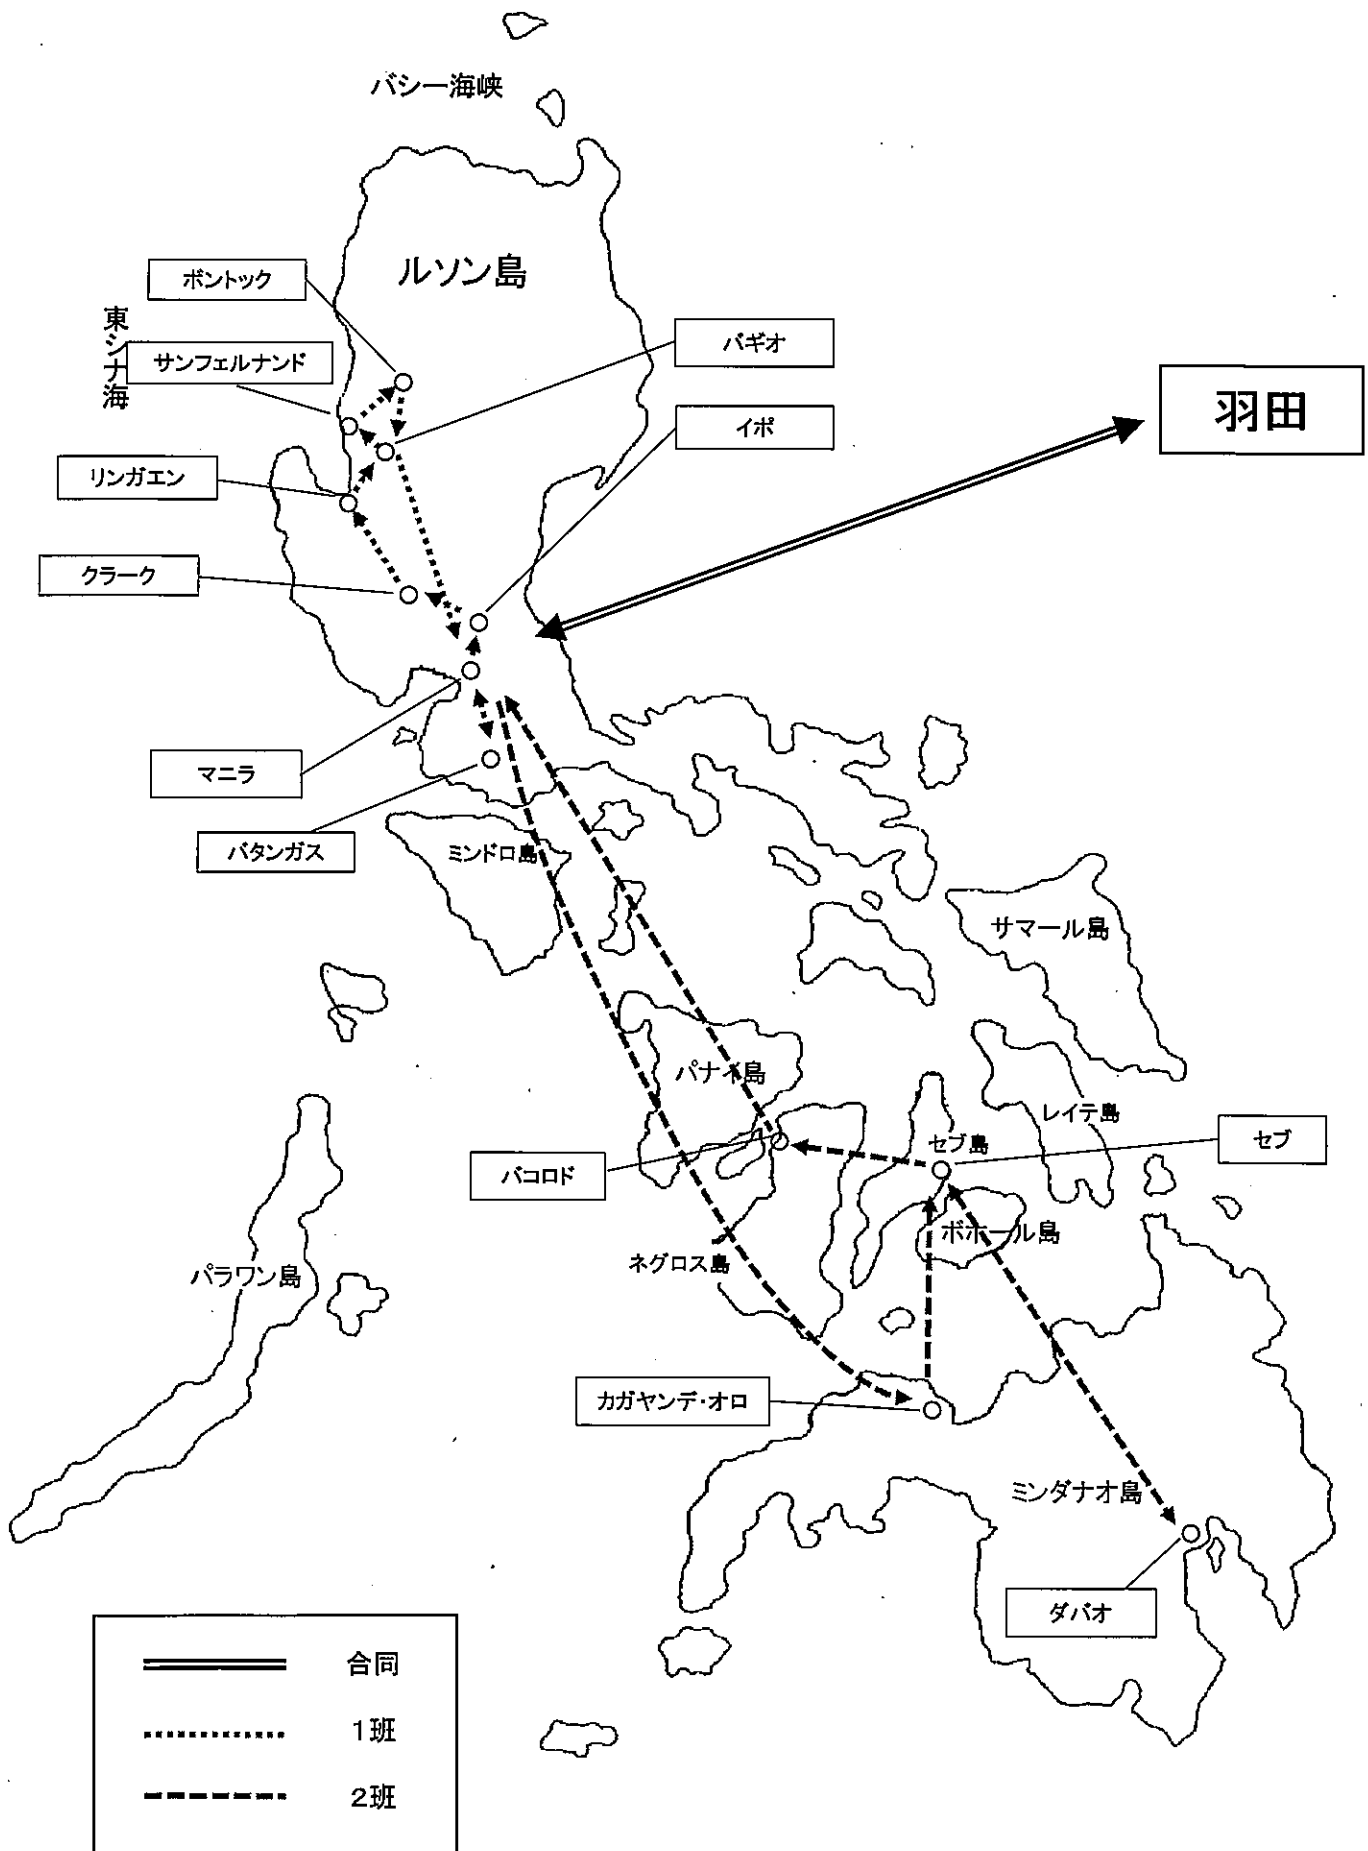 バシー海峡
ルソン島
ボントック
東シナ海
サンフェルナンド
バギオ
羽田
イポ
リンガエン
クラーク
マニラ
バタンガス
ミンドロ島
サマール島
パナイ島
レイテ島
セブ島
セブ
バコロド
ボホール島
ネグロス島
パラワン島
カガヤンデ・オロ
ミンダナオ島
ダバオ
合同
1班
2班